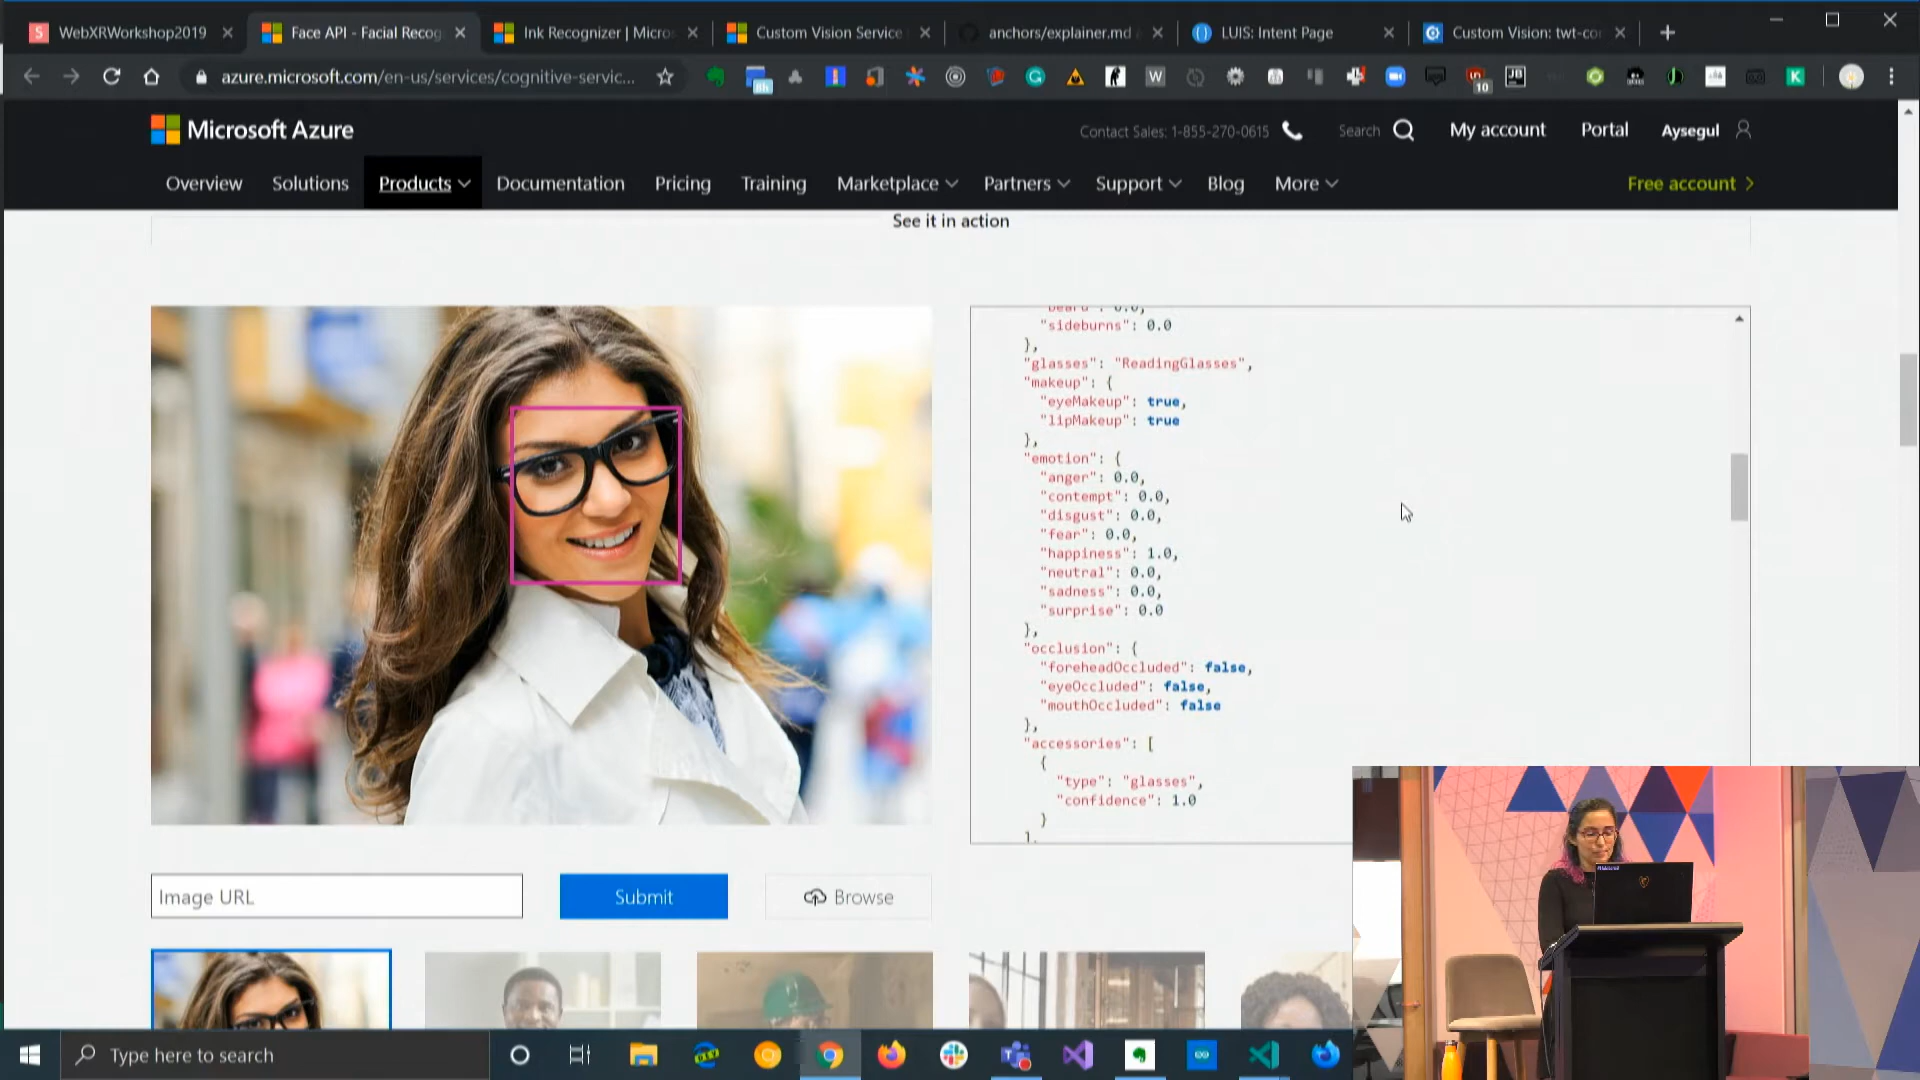 WebXRWorkshop2019
Face API - Facial Recog
Ink Recognizer | Micro
Custom Vision Service
anchors/explainer.md
LUIS: Intent Page
Custom Vision: twt-co
azure.microsoft.com/en-us/services/cognitive-servic...
Microsoft Azure
Contact Sales: 1-855-270-0615
Search
My account
Portal
Aysegul
Overview
Solutions
Products
Documentation
Pricing
Training
Marketplace
Partners
Support
Blog
More
Free account
See it in action
"sideburns": 0.0
},
"glasses": "ReadingGlasses",
"makeup": {
"eyeMakeup": true,
"lipMakeup": true
},
"emotion": {
"anger": 0.0,
"contempt": 0.0,
"disgust": 0.0,
"fear": 0.0,
"happiness": 1.0,
"neutral": 0.0,
"sadness": 0.0,
"surprise": 0.0
},
"occlusion": {
"foreheadOccluded": false,
"eyeOccluded": false,
"mouthOccluded": false
},
"accessories": [
{
"type": "glasses",
"confidence": 1.0
}
],
Image URL
Submit
Browse
Type here to search